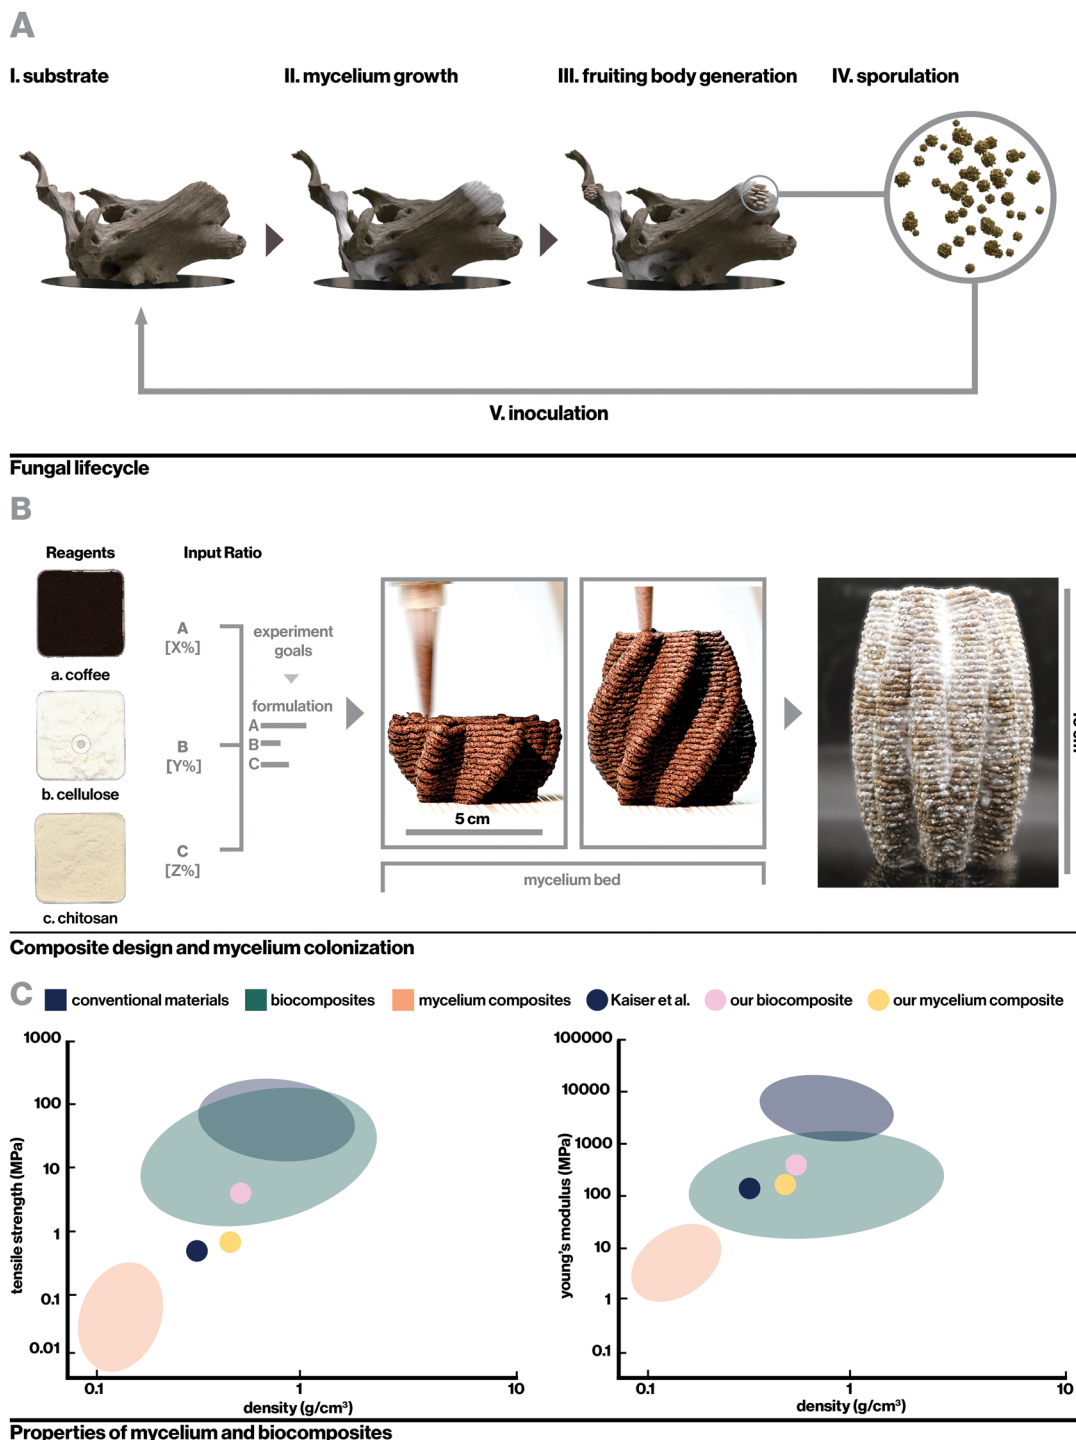 A
I. substrate
II. mycelium growth
III. fruiting body generation
IV. sporulation
V. inoculation
Fungal lifecycle
B
Reagents
Input Ratio
a. coffee
b. cellulose
c. chitosan
A
[X%]
B
[Y%]
C
[Z%]
experiment
goals
formulation
A
B
C
5 cm
mycelium bed
Composite design and mycelium colonization
C
conventional materials
biocomposites
mycelium composites
Kaiser et al.
our biocomposite
our mycelium composite
tensile strength (MPa)
1000
100
10
1
0.1
0.01
0.1
1
10
density (g/cm³)
young's modulus (MPa)
100000
10000
1000
100
10
1
0.1
0.1
1
10
density (g/cm³)
Properties of mycelium and biocomposites